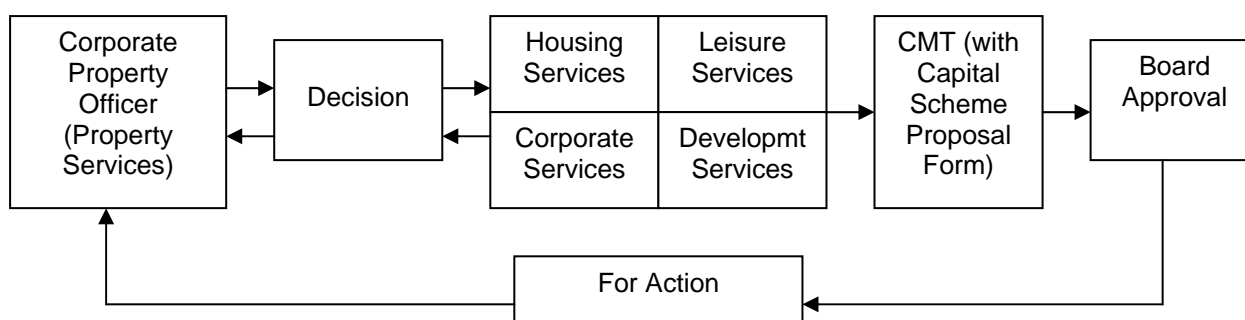 Corporate
Property
Officer
(Property
Services)
Decision
Housing
Services
Leisure
Services
Corporate
Services
Developmt
Services
CMT (with
Capital
Scheme
Proposal
Form)
Board
Approval
For Action